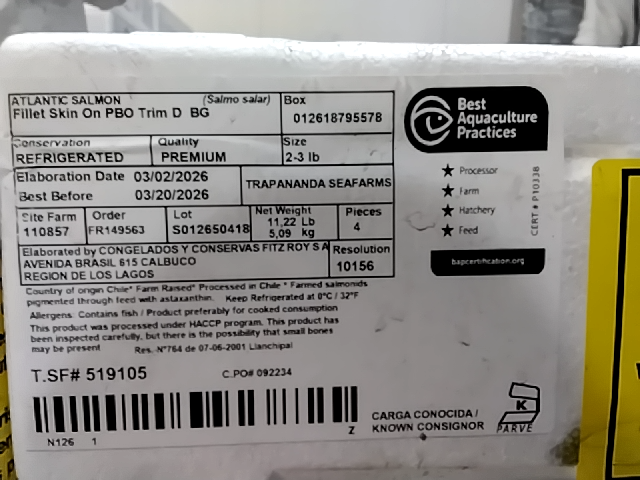 ATLANTIC SALMON (Salmo salar)
Fillet Skin On PBO Trim D BG
Box
012618795578
Conservation
REFRIGERATED
Quality
PREMIUM
Size
2-3 lb
Elaboration Date 03/02/2026
Best Before 03/20/2026
TRAPANANDA SEAFARMS
Site Farm
110857
Order
FR149563
Lot
S012650418
Net Weight
11,22 Lb
5,09 kg
Pieces
4
Elaborated by CONGELADOS Y CONSERVAS FITZ ROY S A
AVENIDA BRASIL 615 CALBUCO
REGION DE LOS LAGOS
Resolution
10156
Country of origin Chile* Farm Raised* Processed in Chile * Farmed salmonids
pigmented through feed with astaxanthin. Keep Refrigerated at 0°C / 32°F
Allergens: Contains fish / Product preferably for cooked consumption
This product was processed under HACCP program. This product has
been inspected carefully, but there is the possibility that small bones
may be present Res. N°764 de 07-06-2001 Llanchipal
T.SF# 519105
C.PO# 092234
N126 1
Z
CARGA CONOCIDA /
KNOWN CONSIGNOR
K
PARVE
Best
Aquaculture
Practices
Processor
Farm
Hatchery
Feed
CERT # P10338
bapcertification.org